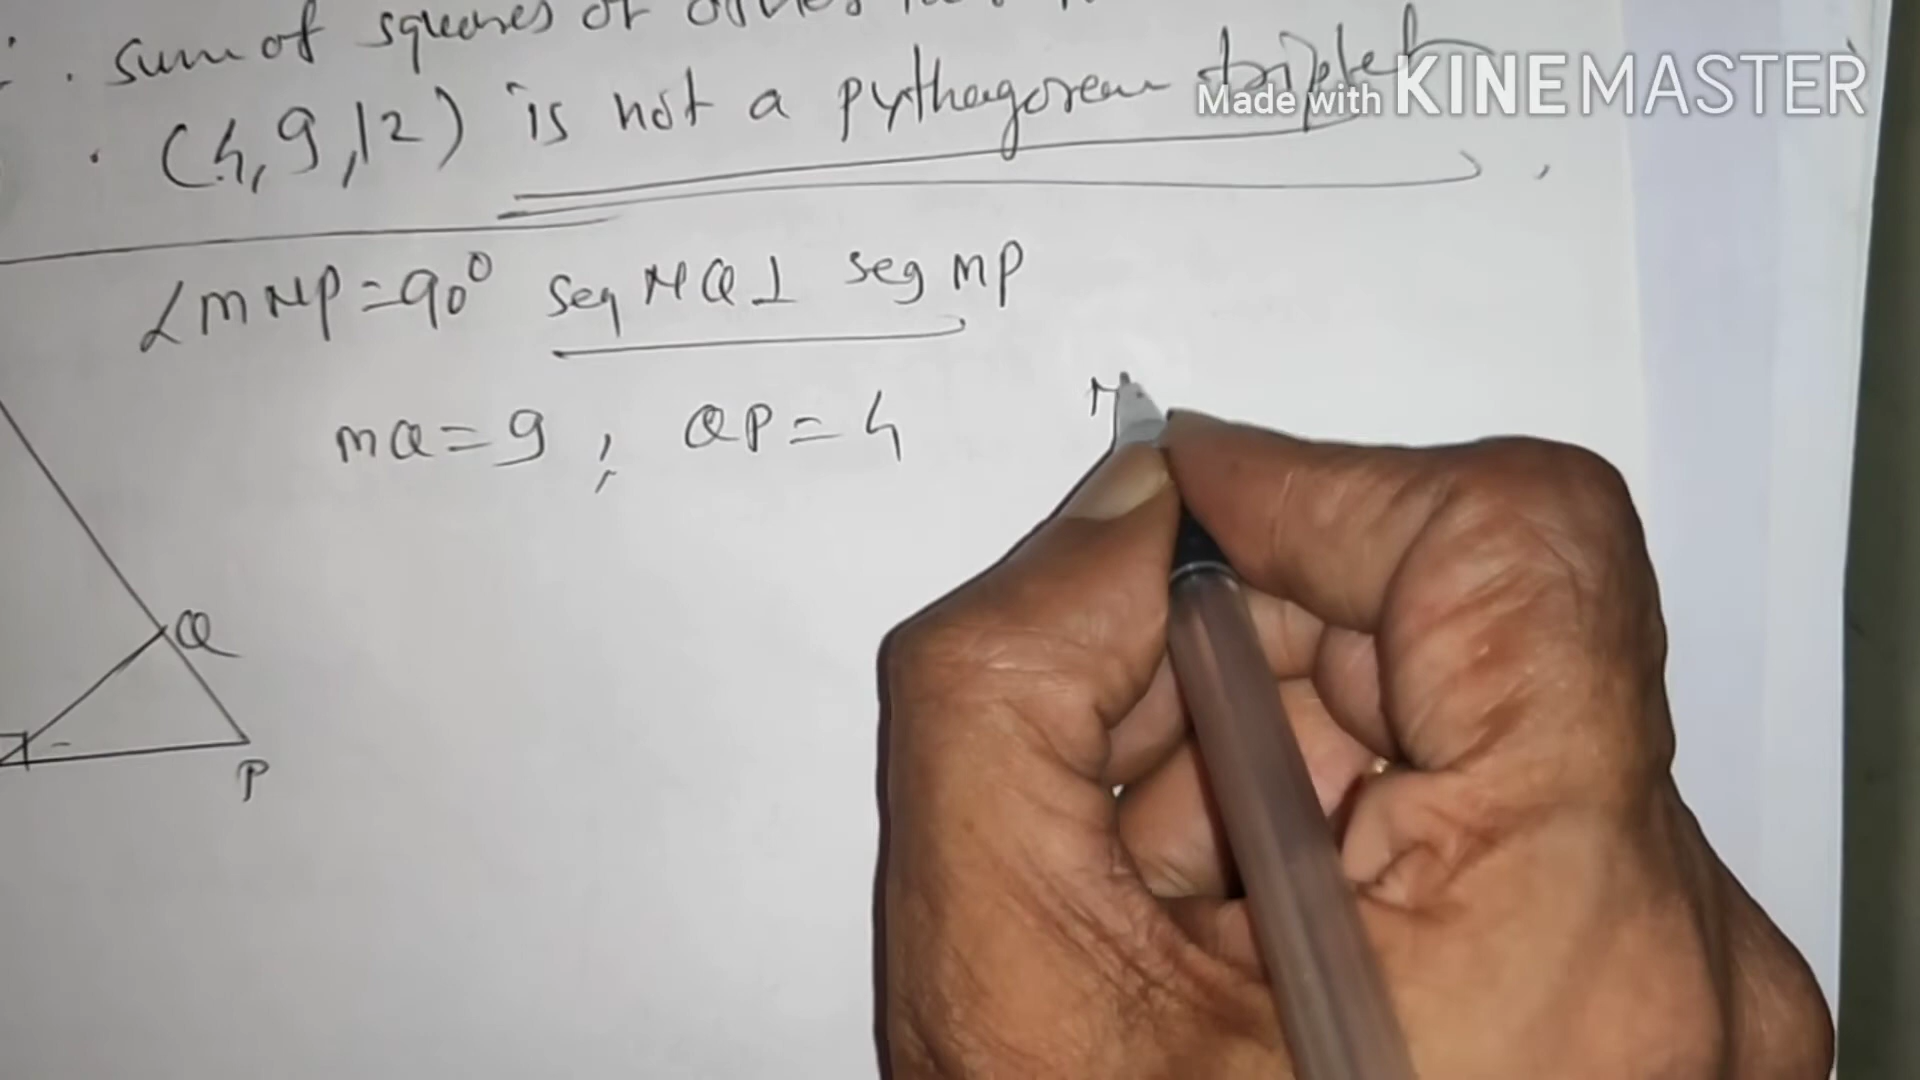 sum of squares of
(4,9,12) is not a pythagorean triplet
Made with KINEMASTER
∠MNP=90° seg NQ⊥ seg MP
MQ=9; QP=4 N
Q
P